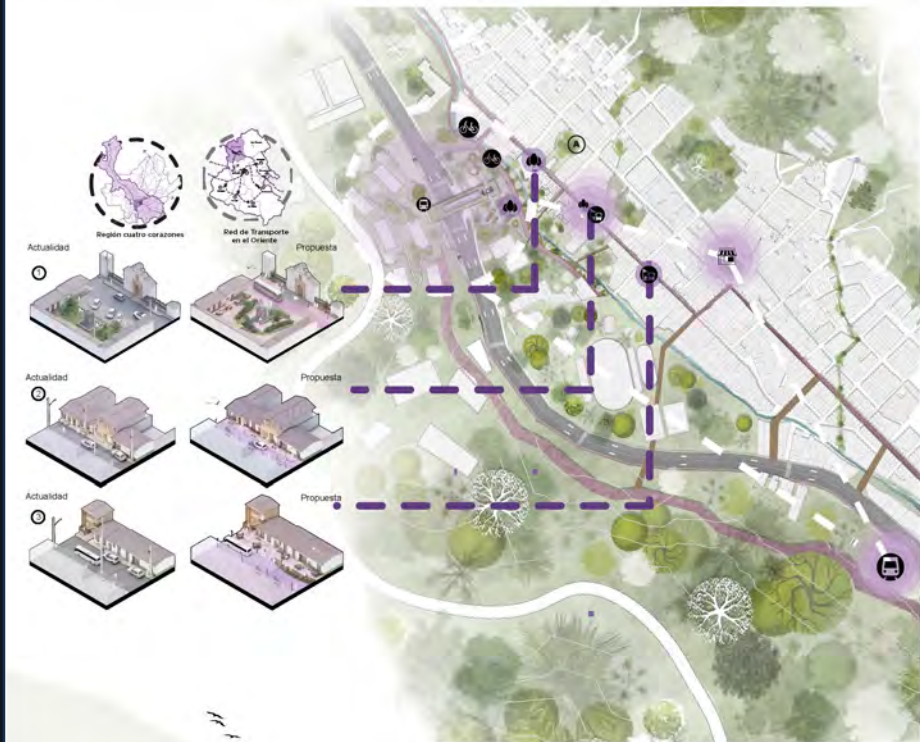 Región cuatro corazones
Red de Transporte
en el Oriente
Actualidad
Propuesta
1
Actualidad
Propuesta
2
Actualidad
Propuesta
3
A